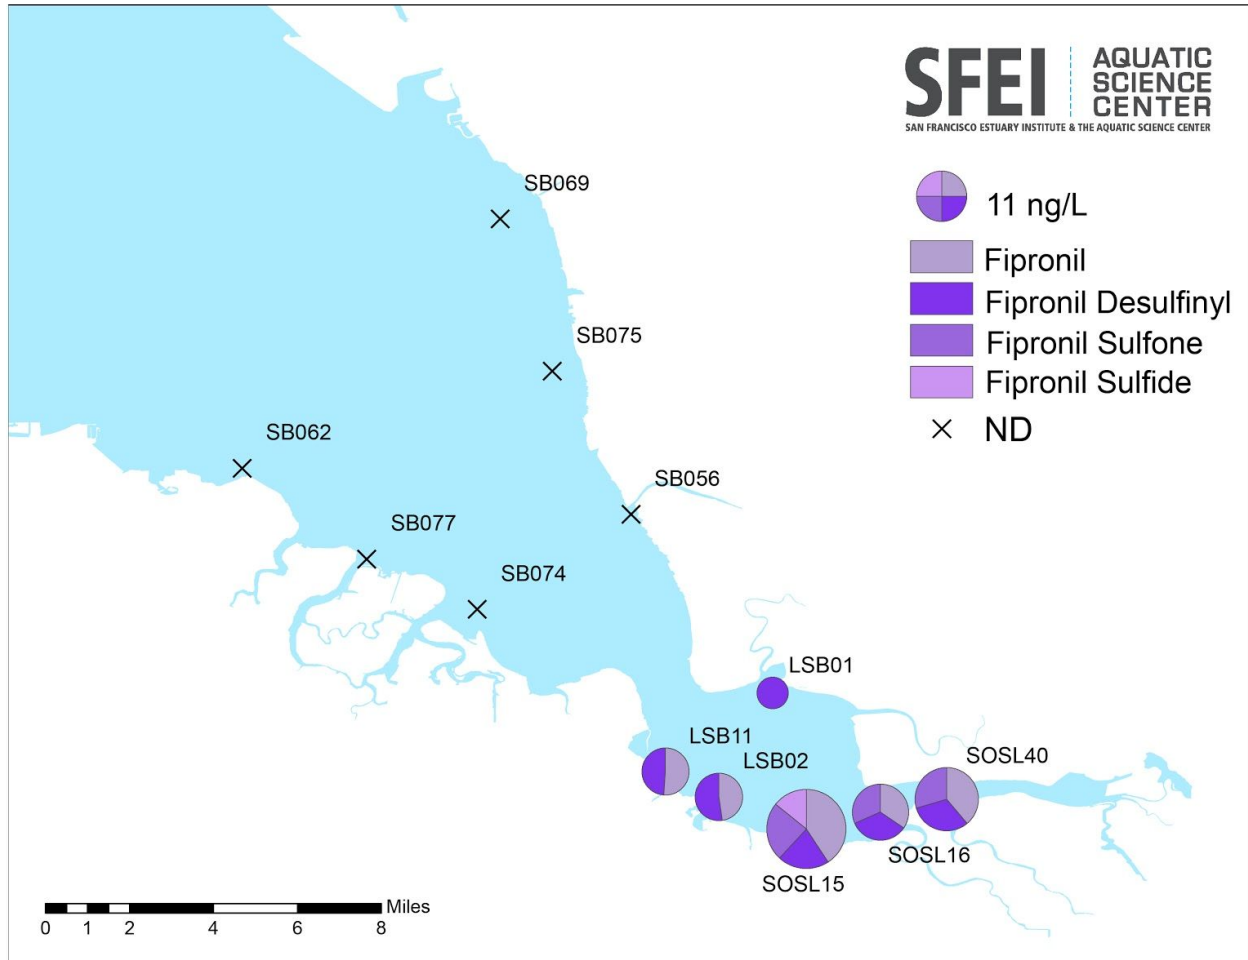 SFEI
AQUATIC
SCIENCE
CENTER
SAN FRANCISCO ESTUARY INSTITUTE & THE AQUATIC SCIENCE CENTER
11 ng/L
Fipronil
Fipronil Desulfinyl
Fipronil Sulfone
Fipronil Sulfide
ND
SB069
SB075
SB062
SB056
SB077
SB074
LSB01
LSB11
LSB02
SOSL40
SOSL16
SOSL15
Miles
0 1 2 4 6 8